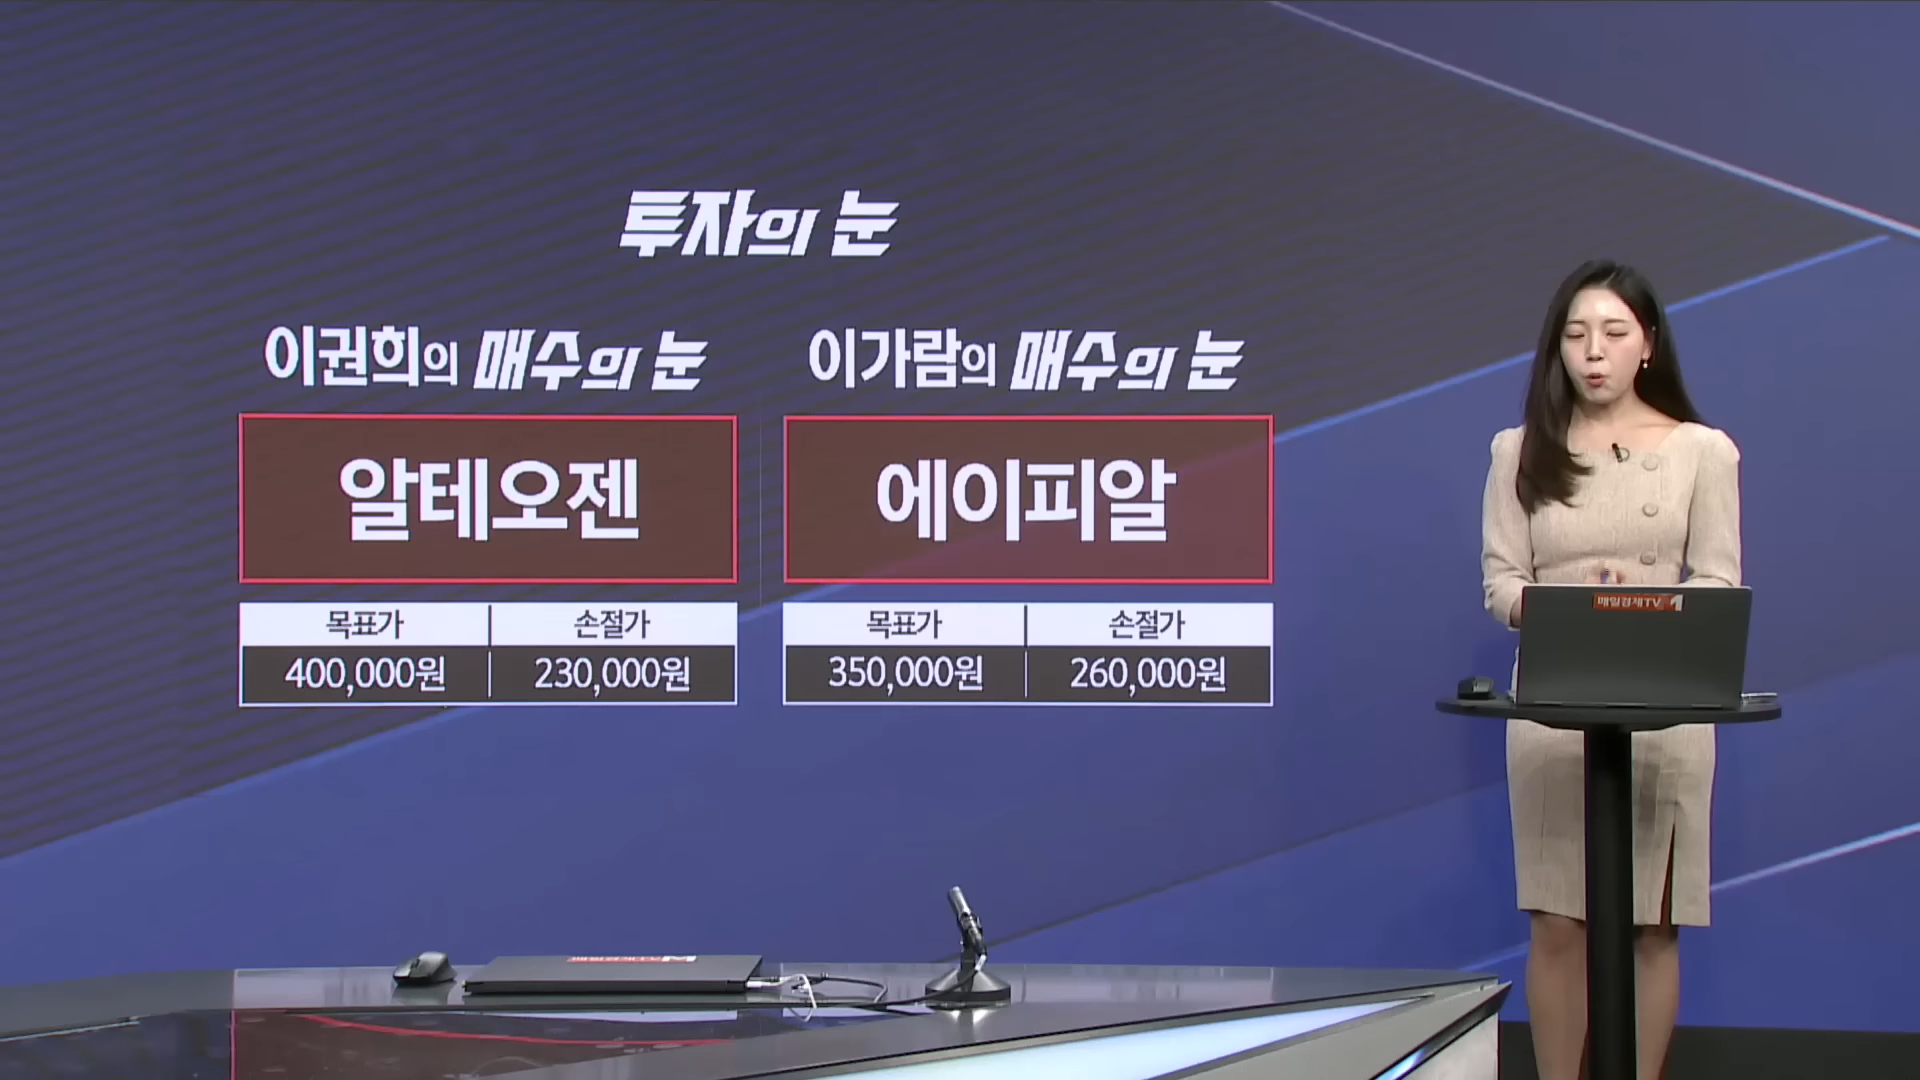 투자의 눈
이권희의 매수의 눈
이가람의 매수의 눈
알테오젠
에이피알
목표가 손절가
400,000원 230,000원
목표가 손절가
350,000원 260,000원
매일경제TV 1